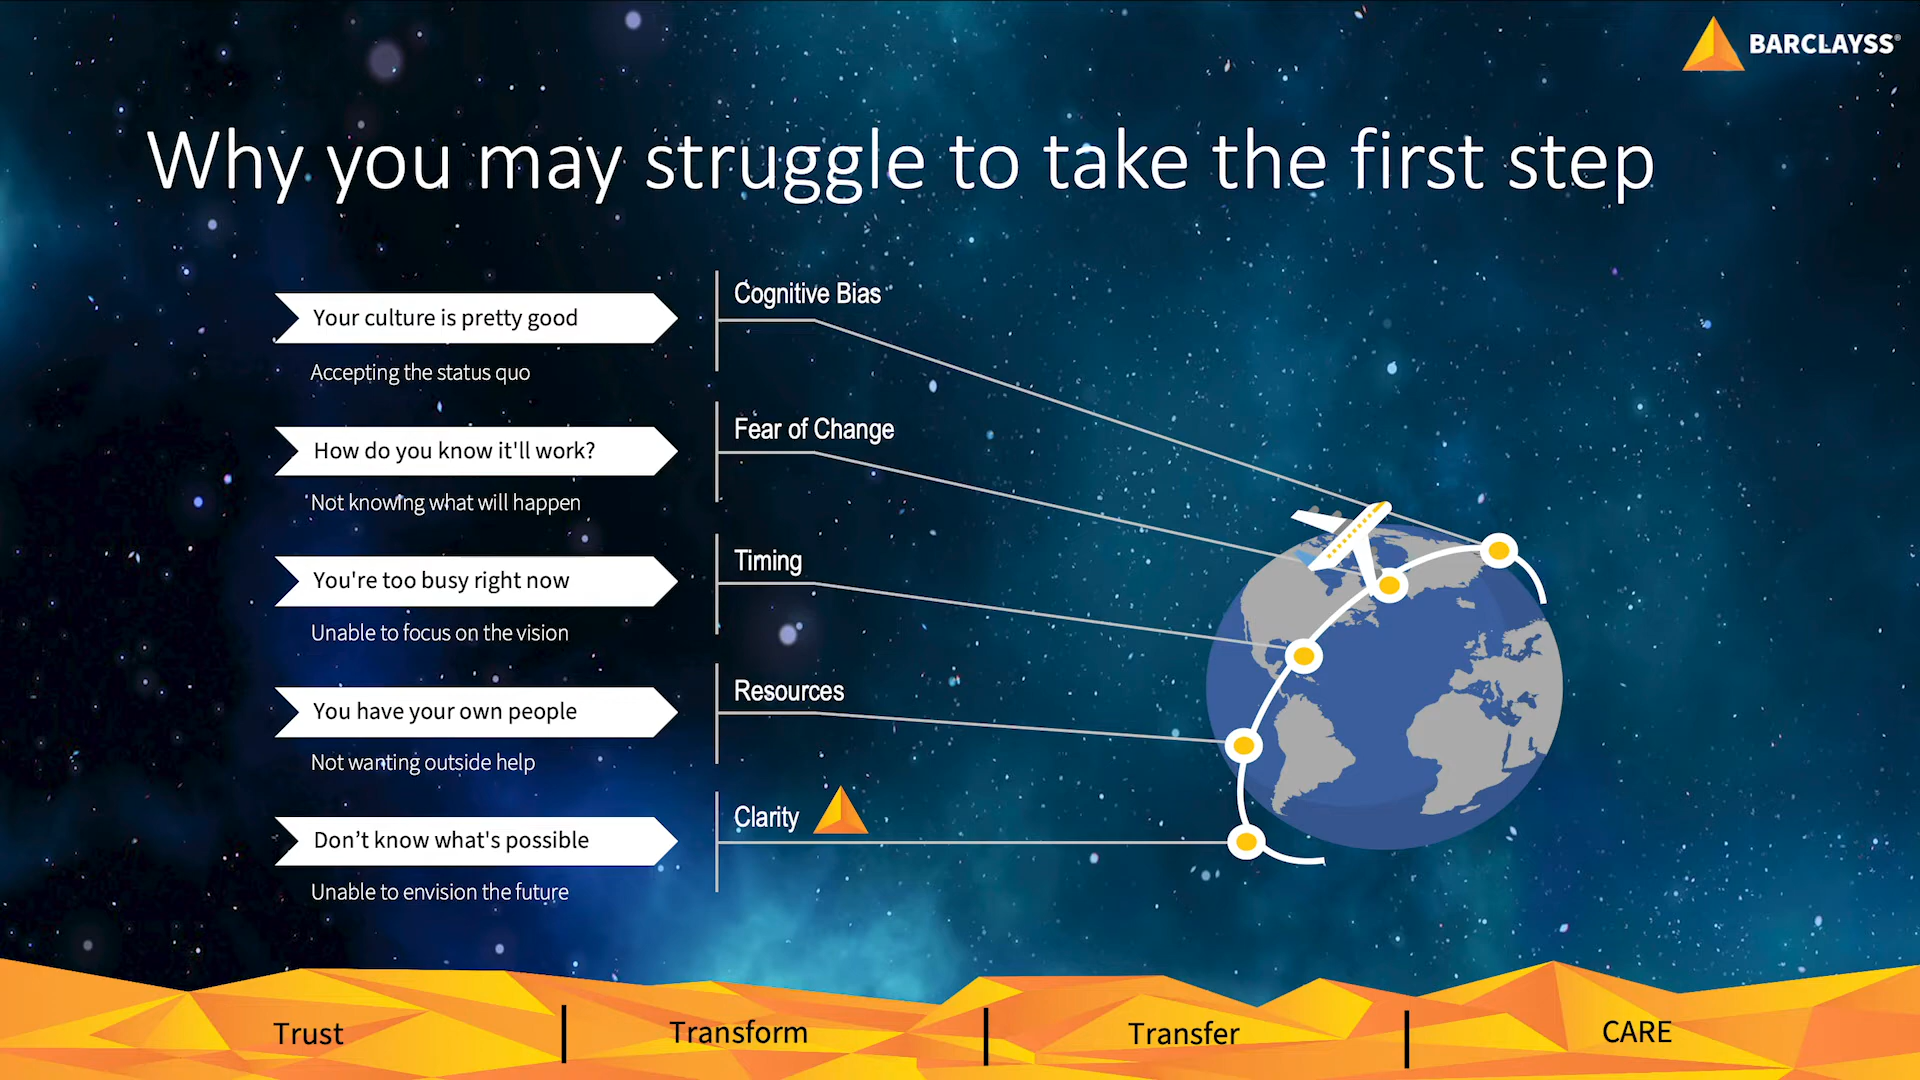 BARCLAYSS®
Why you may struggle to take the first step
Your culture is pretty good
Accepting the status quo
Cognitive Bias
How do you know it'll work?
Not knowing what will happen
Fear of Change
You're too busy right now
Unable to focus on the vision
Timing
You have your own people
Not wanting outside help
Resources
Don’t know what's possible
Unable to envision the future
Clarity
Trust
Transform
Transfer
CARE